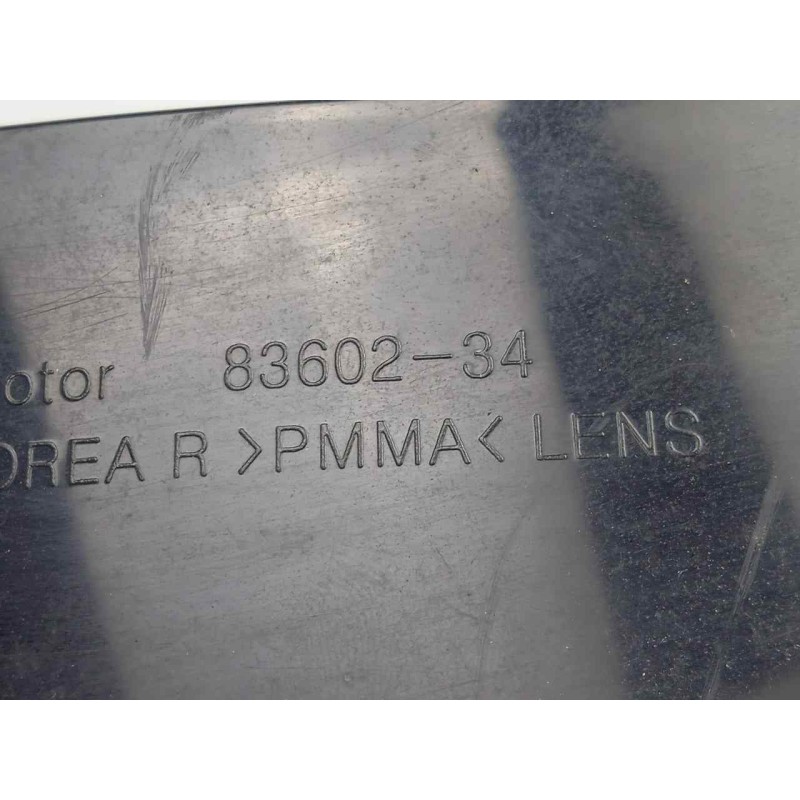 otor 83602-34
OREA R >PMMA< LENS